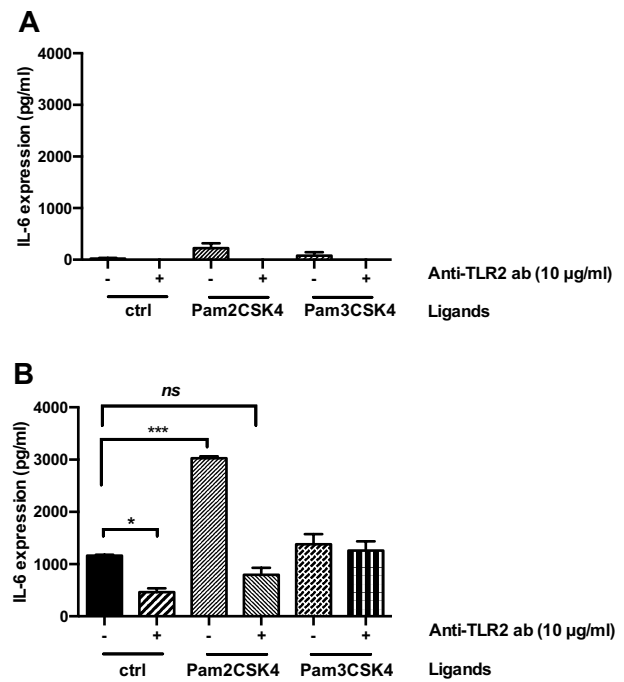 A
4000
3000
2000
1000
0
IL-6 expression (pg/ml)
- + - + - +
Anti-TLR2 ab (10 µg/ml)
ctrl Pam2CSK4 Pam3CSK4
Ligands
B
ns
***
*
4000
3000
2000
1000
0
IL-6 expression (pg/ml)
- + - + - +
Anti-TLR2 ab (10 µg/ml)
ctrl Pam2CSK4 Pam3CSK4
Ligands